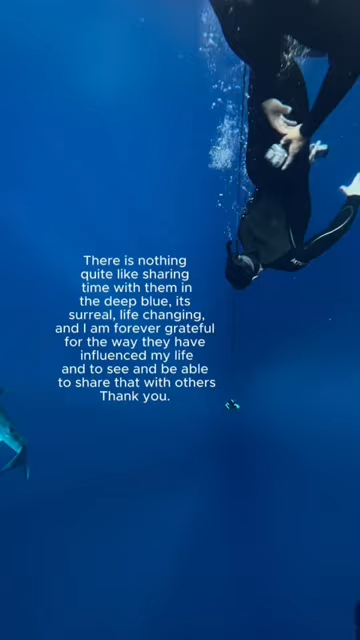 There is nothing
quite like sharing
time with them in
the deep blue, its
surreal, life changing,
and I am forever grateful
for the way they have
influenced my life
and to see and be able
to share that with others
Thank you.